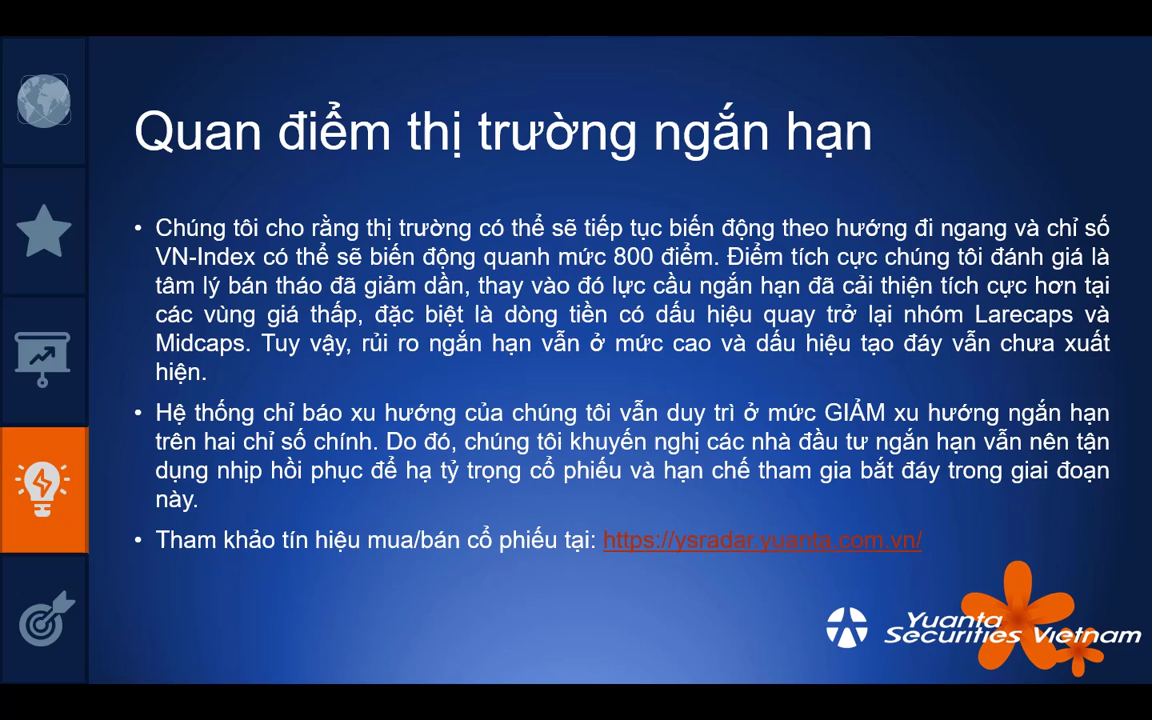 Quan điểm thị trường ngắn hạn
• Chúng tôi cho rằng thị trường có thể sẽ tiếp tục biến động theo hướng đi ngang và chỉ số
VN-Index có thể sẽ biến động quanh mức 800 điểm. Điểm tích cực chúng tôi đánh giá là
tâm lý bán tháo đã giảm dần, thay vào đó lực cầu ngắn hạn đã cải thiện tích cực hơn tại
các vùng giá thấp, đặc biệt là dòng tiền có dấu hiệu quay trở lại nhóm Larecaps và
Midcaps. Tuy vậy, rủi ro ngắn hạn vẫn ở mức cao và dấu hiệu tạo đáy vẫn chưa xuất
hiện.
• Hệ thống chỉ báo xu hướng của chúng tôi vẫn duy trì ở mức GIẢM xu hướng ngắn hạn
trên hai chỉ số chính. Do đó, chúng tôi khuyến nghị các nhà đầu tư ngắn hạn vẫn nên tận
dụng nhịp hồi phục để hạ tỷ trọng cổ phiếu và hạn chế tham gia bắt đáy trong giai đoạn
này.
• Tham khảo tín hiệu mua/bán cổ phiếu tại: https://ysradar.yuanta.com.vn/
Yuanta
Securities Vietnam